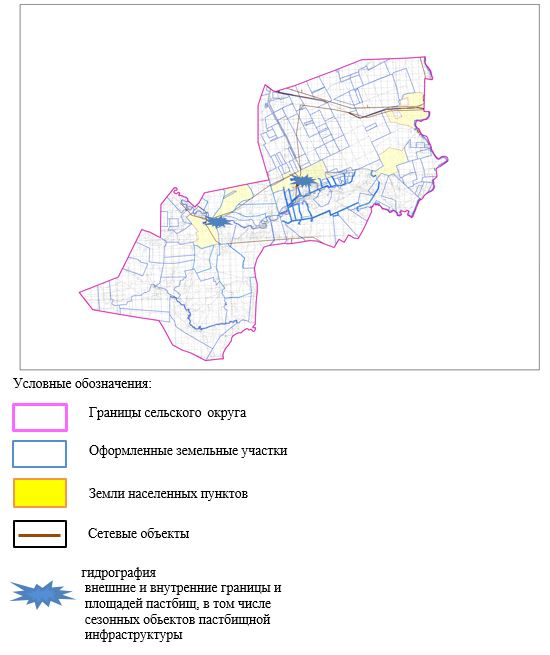 Условные обозначения:
Границы сельского округа
Оформленные земельные участки
Земли населенных пунктов
Сетевые объекты
гидрография
внешние и внутренние границы и
площадей пастбищ, в том числе
сезонных объектов пастбищной
инфраструктуры